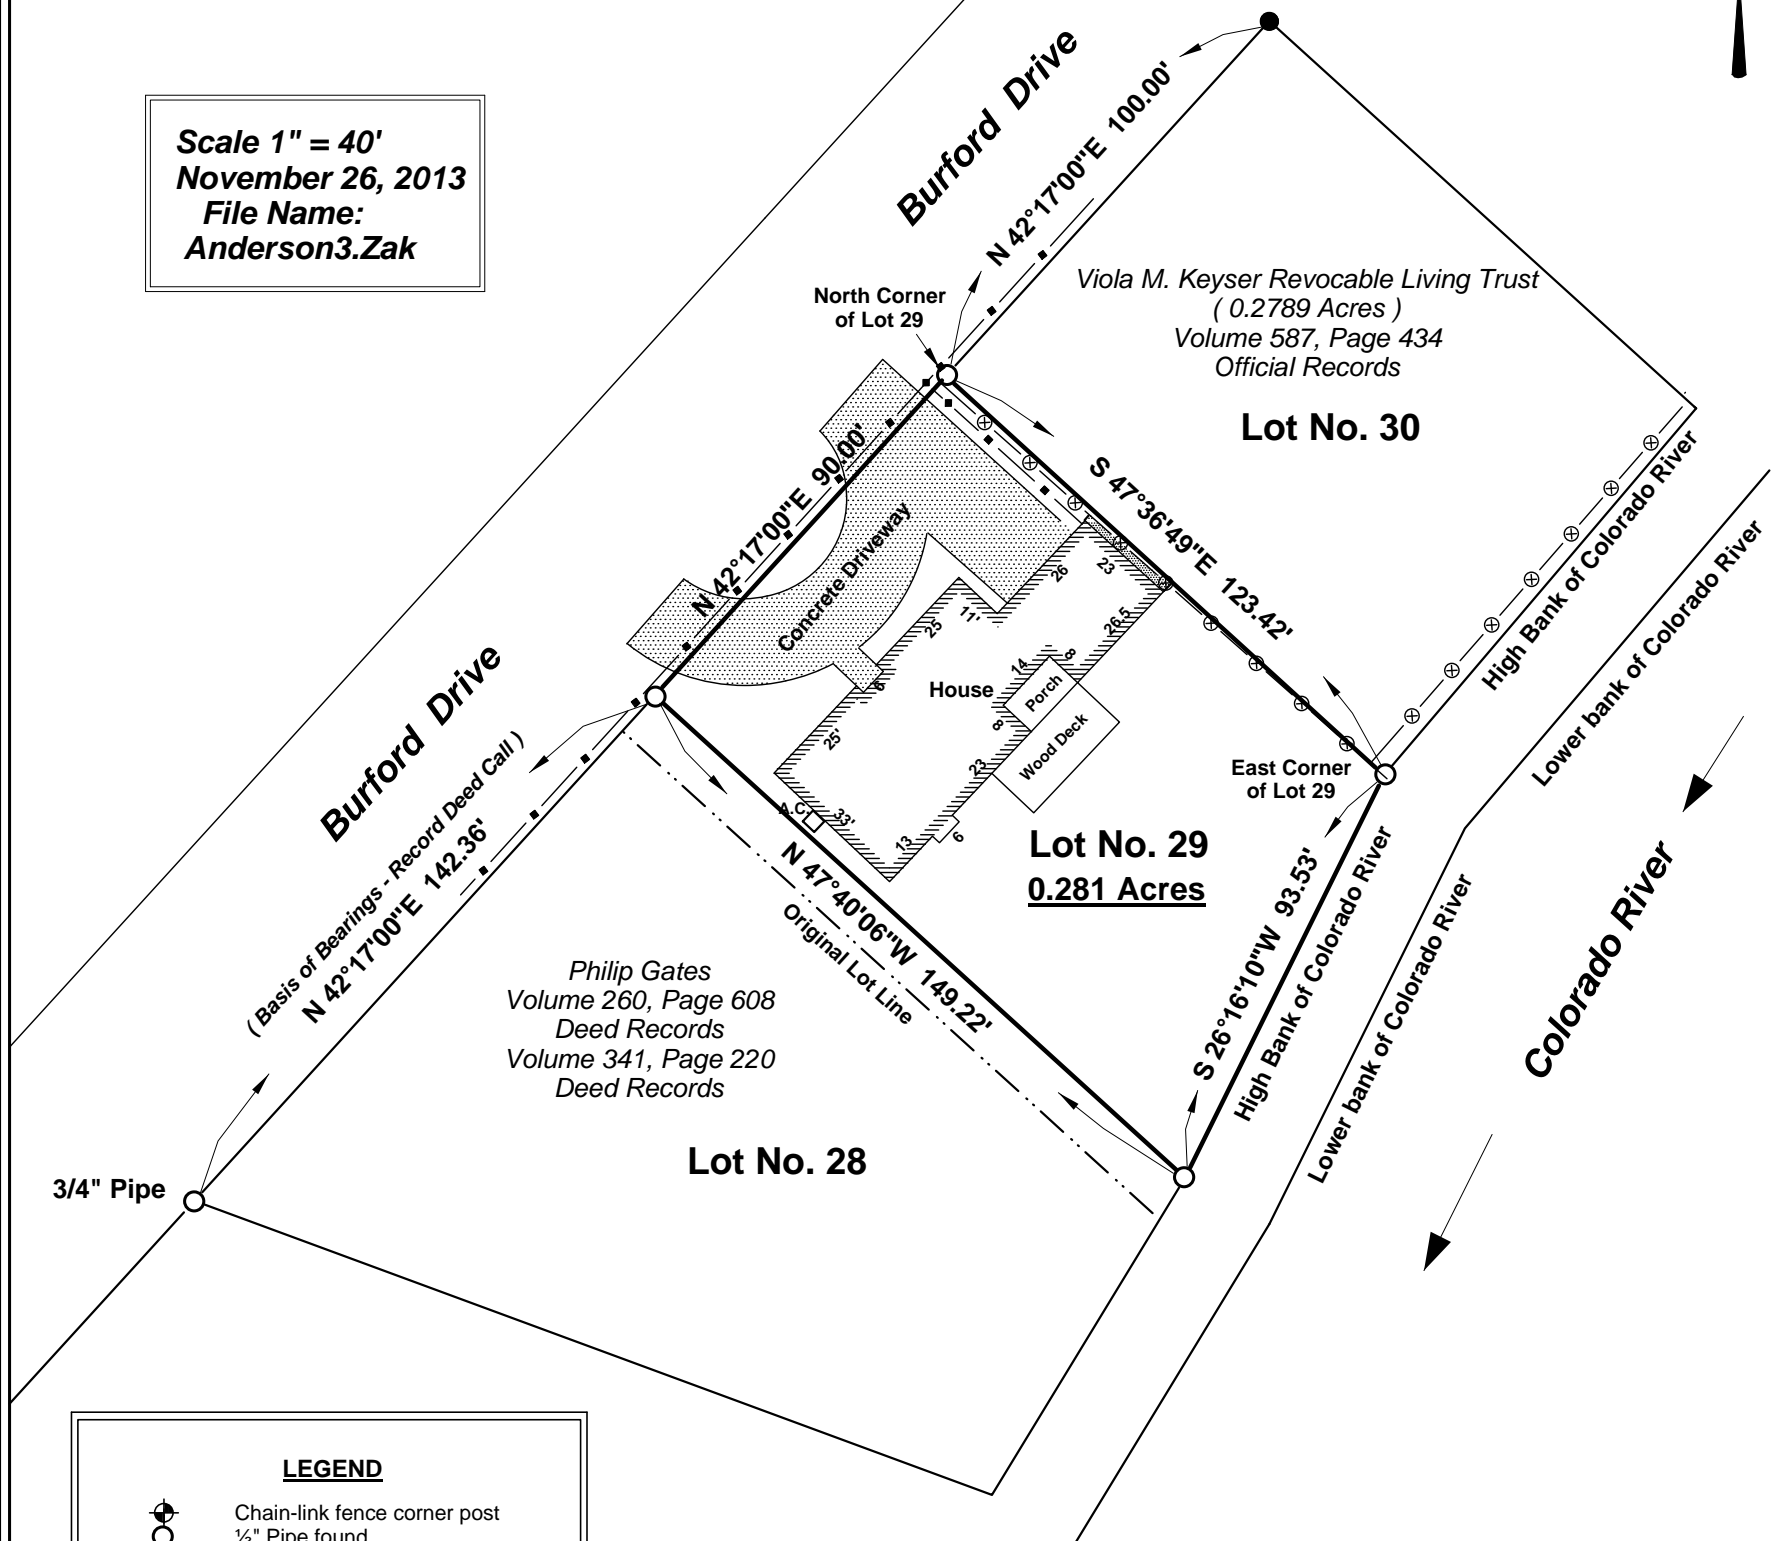 Scale 1" = 40'
November 26, 2013
File Name:
Anderson3.Zak
Burford Drive
N 42°17'00"E 100.00'
Viola M. Keyser Revocable Living Trust
( 0.2789 Acres )
Volume 587, Page 434
Official Records
Lot No. 30
North Corner
of Lot 29
N 42°17'00"E 90.00'
Concrete Driveway
S 47°36'49"E 123.42'
High Bank of Colorado River
Lower bank of Colorado River
26
23
11'
25
26.5
8
14
House
Porch
6
8
Wood Deck
25'
23
A.C.
33'
13
6
East Corner
of Lot 29
Lot No. 29
0.281 Acres
Burford Drive
( Basis of Bearings - Record Deed Call )
N 42°17'00"E 142.36'
N 47°40'06"W 149.22'
Original Lot Line
S 26°16'10"W 93.53'
High Bank of Colorado River
Lower bank of Colorado River
Colorado River
Philip Gates
Volume 260, Page 608
Deed Records
Volume 341, Page 220
Deed Records
Lot No. 28
3/4" Pipe
LEGEND
Chain-link fence corner post
½" Pipe found